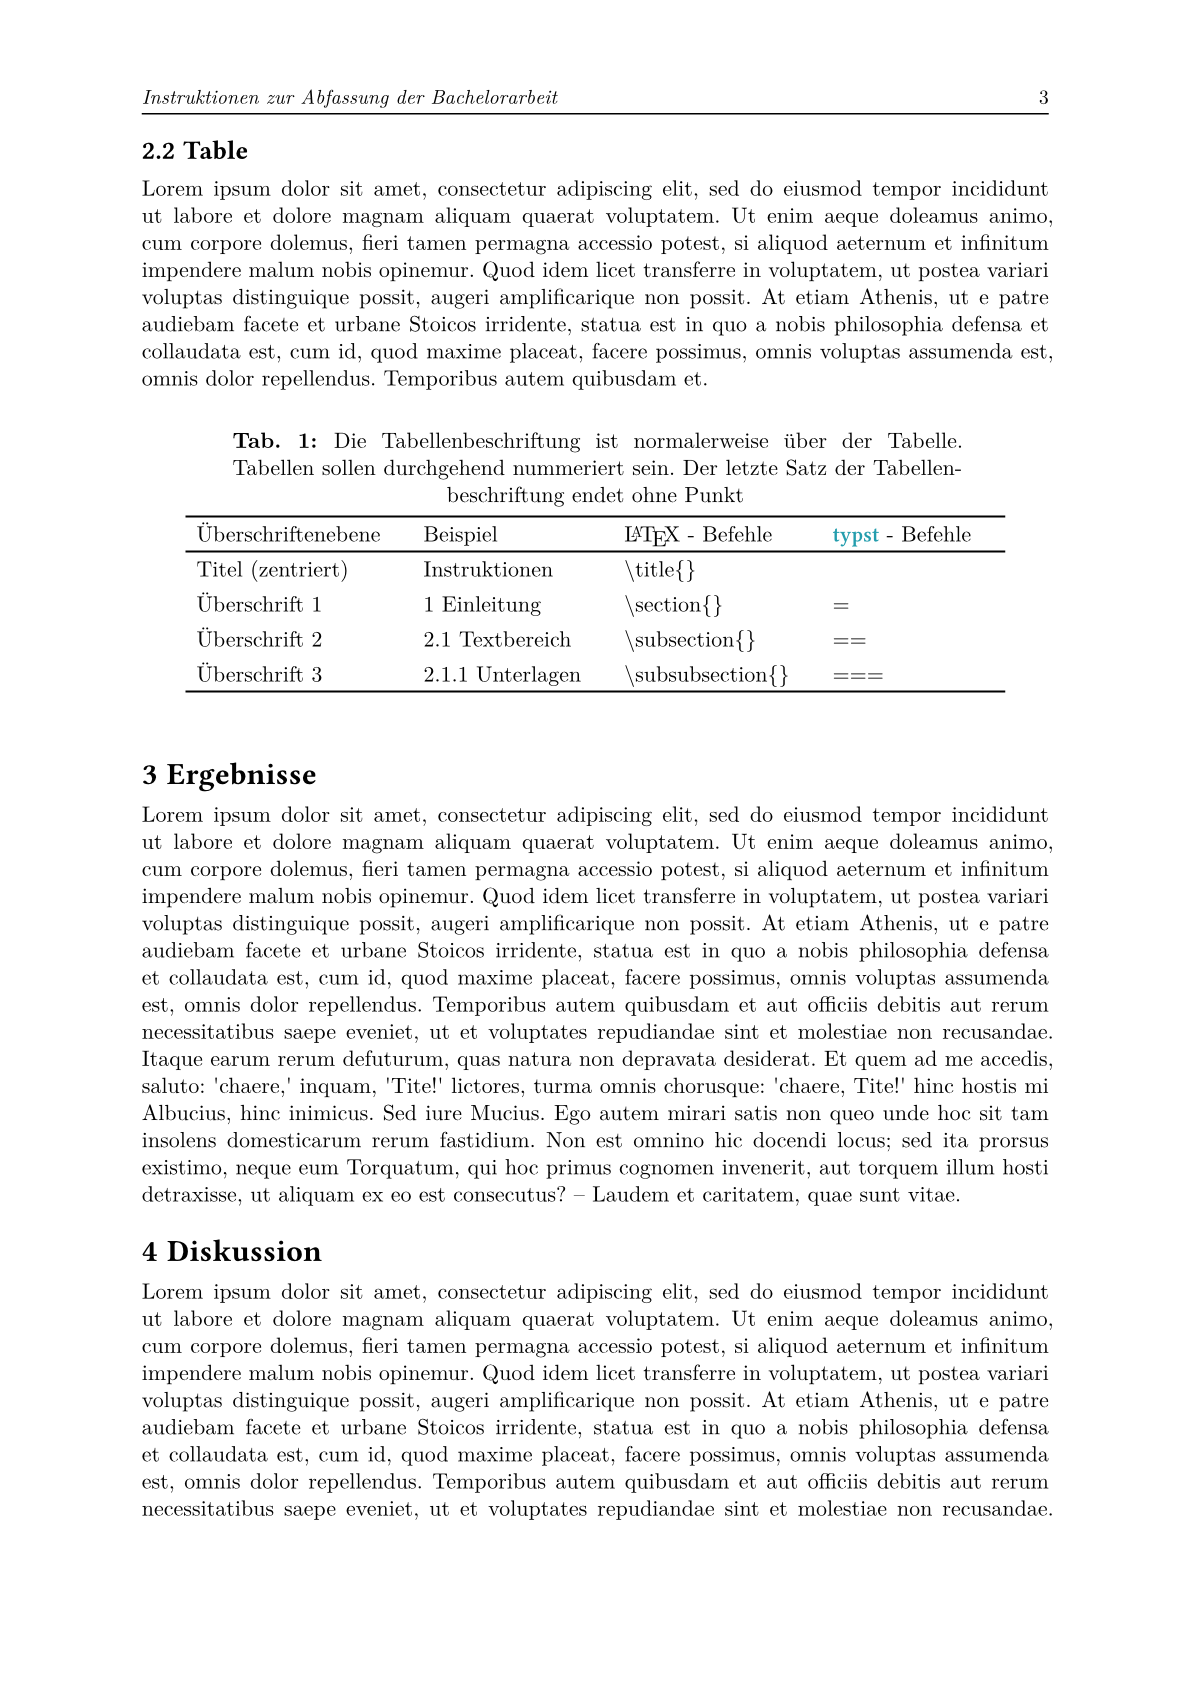 Instruktionen zur Abfassung der Bachelorarbeit 3
2.2 Table
Lorem ipsum dolor sit amet, consectetur adipiscing elit, sed do eiusmod tempor incididunt
ut labore et dolore magnam aliquam quaerat voluptatem. Ut enim aeque doleamus animo,
cum corpore dolemus, fieri tamen permagna accessio potest, si aliquod aeternum et infinitum
impendere malum nobis opinemur. Quod idem licet transferre in voluptatem, ut postea variari
voluptas distinguique possit, augeri amplificarique non possit. At etiam Athenis, ut e patre
audiebam facete et urbane Stoicos irridente, statua est in quo a nobis philosophia defensa et
collaudata est, cum id, quod maxime placeat, facere possimus, omnis voluptas assumenda est,
omnis dolor repellendus. Temporibus autem quibusdam et.
Tab. 1: Die Tabellenbeschriftung ist normalerweise über der Tabelle.
Tabellen sollen durchgehend nummeriert sein. Der letzte Satz der Tabellen-
beschriftung endet ohne Punkt
Überschriftenebene Beispiel LATEX - Befehle typst - Befehle
Titel (zentriert) Instruktionen \title{}
Überschrift 1 1 Einleitung \section{} =
Überschrift 2 2.1 Textbereich \subsection{} ==
Überschrift 3 2.1.1 Unterlagen \subsubsection{} ===
3 Ergebnisse
Lorem ipsum dolor sit amet, consectetur adipiscing elit, sed do eiusmod tempor incididunt
ut labore et dolore magnam aliquam quaerat voluptatem. Ut enim aeque doleamus animo,
cum corpore dolemus, fieri tamen permagna accessio potest, si aliquod aeternum et infinitum
impendere malum nobis opinemur. Quod idem licet transferre in voluptatem, ut postea variari
voluptas distinguique possit, augeri amplificarique non possit. At etiam Athenis, ut e patre
audiebam facete et urbane Stoicos irridente, statua est in quo a nobis philosophia defensa
et collaudata est, cum id, quod maxime placeat, facere possimus, omnis voluptas assumenda
est, omnis dolor repellendus. Temporibus autem quibusdam et aut officiis debitis aut rerum
necessitatibus saepe eveniet, ut et voluptates repudiandae sint et molestiae non recusandae.
Itaque earum rerum defuturum, quas natura non depravata desiderat. Et quem ad me accedis,
saluto: 'chaere,' inquam, 'Tite!' lictores, turma omnis chorusque: 'chaere, Tite!' hinc hostis mi
Albucius, hinc inimicus. Sed iure Mucius. Ego autem mirari satis non queo unde hoc sit tam
insolens domesticarum rerum fastidium. Non est omnino hic docendi locus; sed ita prorsus
existimo, neque eum Torquatum, qui hoc primus cognomen invenerit, aut torquem illum hosti
detraxisse, ut aliquam ex eo est consecutus? – Laudem et caritatem, quae sunt vitae.
4 Diskussion
Lorem ipsum dolor sit amet, consectetur adipiscing elit, sed do eiusmod tempor incididunt
ut labore et dolore magnam aliquam quaerat voluptatem. Ut enim aeque doleamus animo,
cum corpore dolemus, fieri tamen permagna accessio potest, si aliquod aeternum et infinitum
impendere malum nobis opinemur. Quod idem licet transferre in voluptatem, ut postea variari
voluptas distinguique possit, augeri amplificarique non possit. At etiam Athenis, ut e patre
audiebam facete et urbane Stoicos irridente, statua est in quo a nobis philosophia defensa
et collaudata est, cum id, quod maxime placeat, facere possimus, omnis voluptas assumenda
est, omnis dolor repellendus. Temporibus autem quibusdam et aut officiis debitis aut rerum
necessitatibus saepe eveniet, ut et voluptates repudiandae sint et molestiae non recusandae.